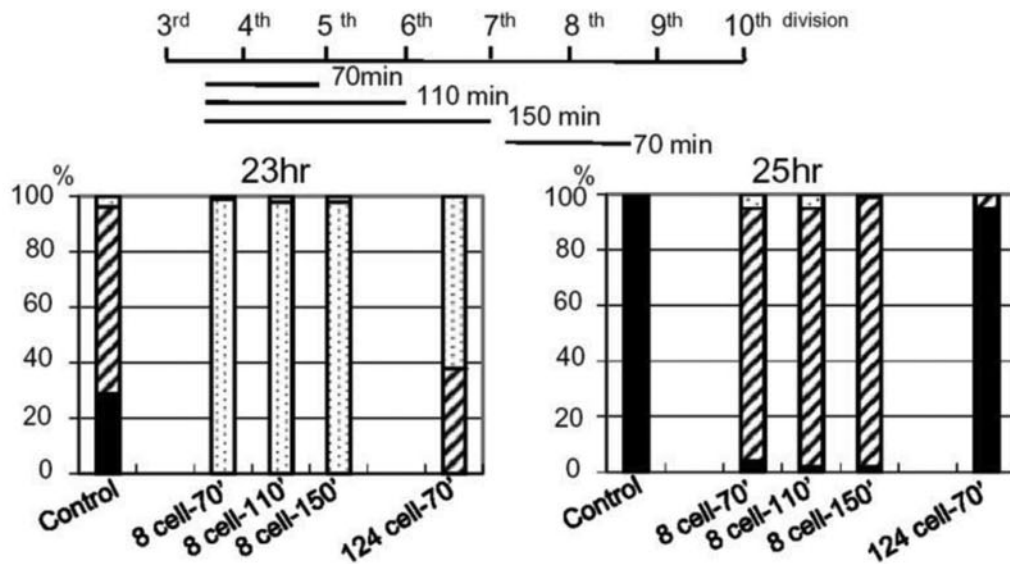 3rd 4th 5th 6th 7th 8 th 9th 10th division
70min
110 min
150 min
70 min
% 23hr
100
80
60
40
20
0
Control 8 cell-70' 8 cell-110' 8 cell-150' 124 cell-70'
% 25hr
100
80
60
40
20
0
Control 8 cell-70' 8 cell-110' 8 cell-150' 124 cell-70'